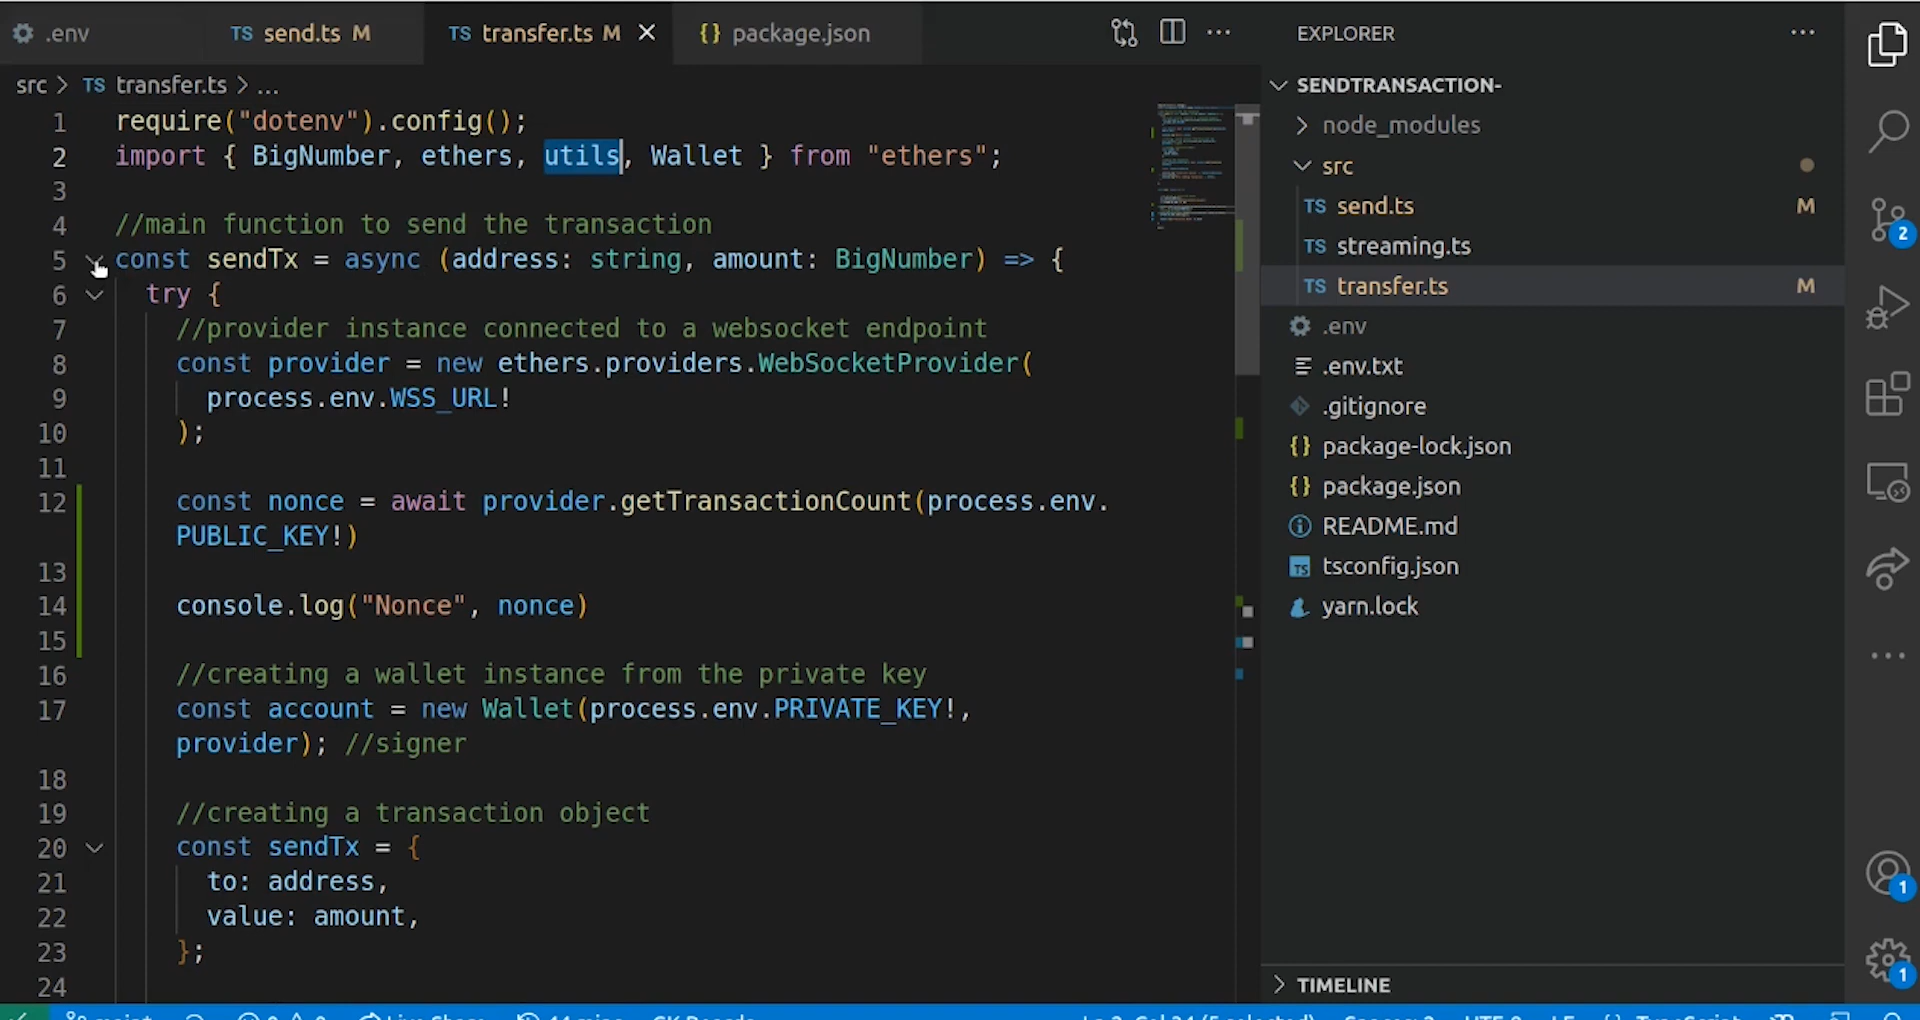 .env
TS send.ts M
TS transfer.ts M
{} package.json
src > TS transfer.ts > ...
1 require("dotenv").config();
2 import { BigNumber, ethers, utils, Wallet } from "ethers";
3
4 //main function to send the transaction
5 const sendTx = async (address: string, amount: BigNumber) => {
6 try {
7 //provider instance connected to a websocket endpoint
8 const provider = new ethers.providers.WebSocketProvider(
9 process.env.WSS_URL!
10 );
11
12 const nonce = await provider.getTransactionCount(process.env.
PUBLIC_KEY!)
13
14 console.log("Nonce", nonce)
15
16 //creating a wallet instance from the private key
17 const account = new Wallet(process.env.PRIVATE_KEY!,
provider); //signer
18
19 //creating a transaction object
20 const sendTx = {
21 to: address,
22 value: amount,
23 };
24
EXPLORER
SENDTRANSACTION-
node_modules
src
TS send.ts M
TS streaming.ts
TS transfer.ts M
.env
.env.txt
.gitignore
{} package-lock.json
{} package.json
README.md
TS tsconfig.json
yarn.lock
TIMELINE
2
1
1